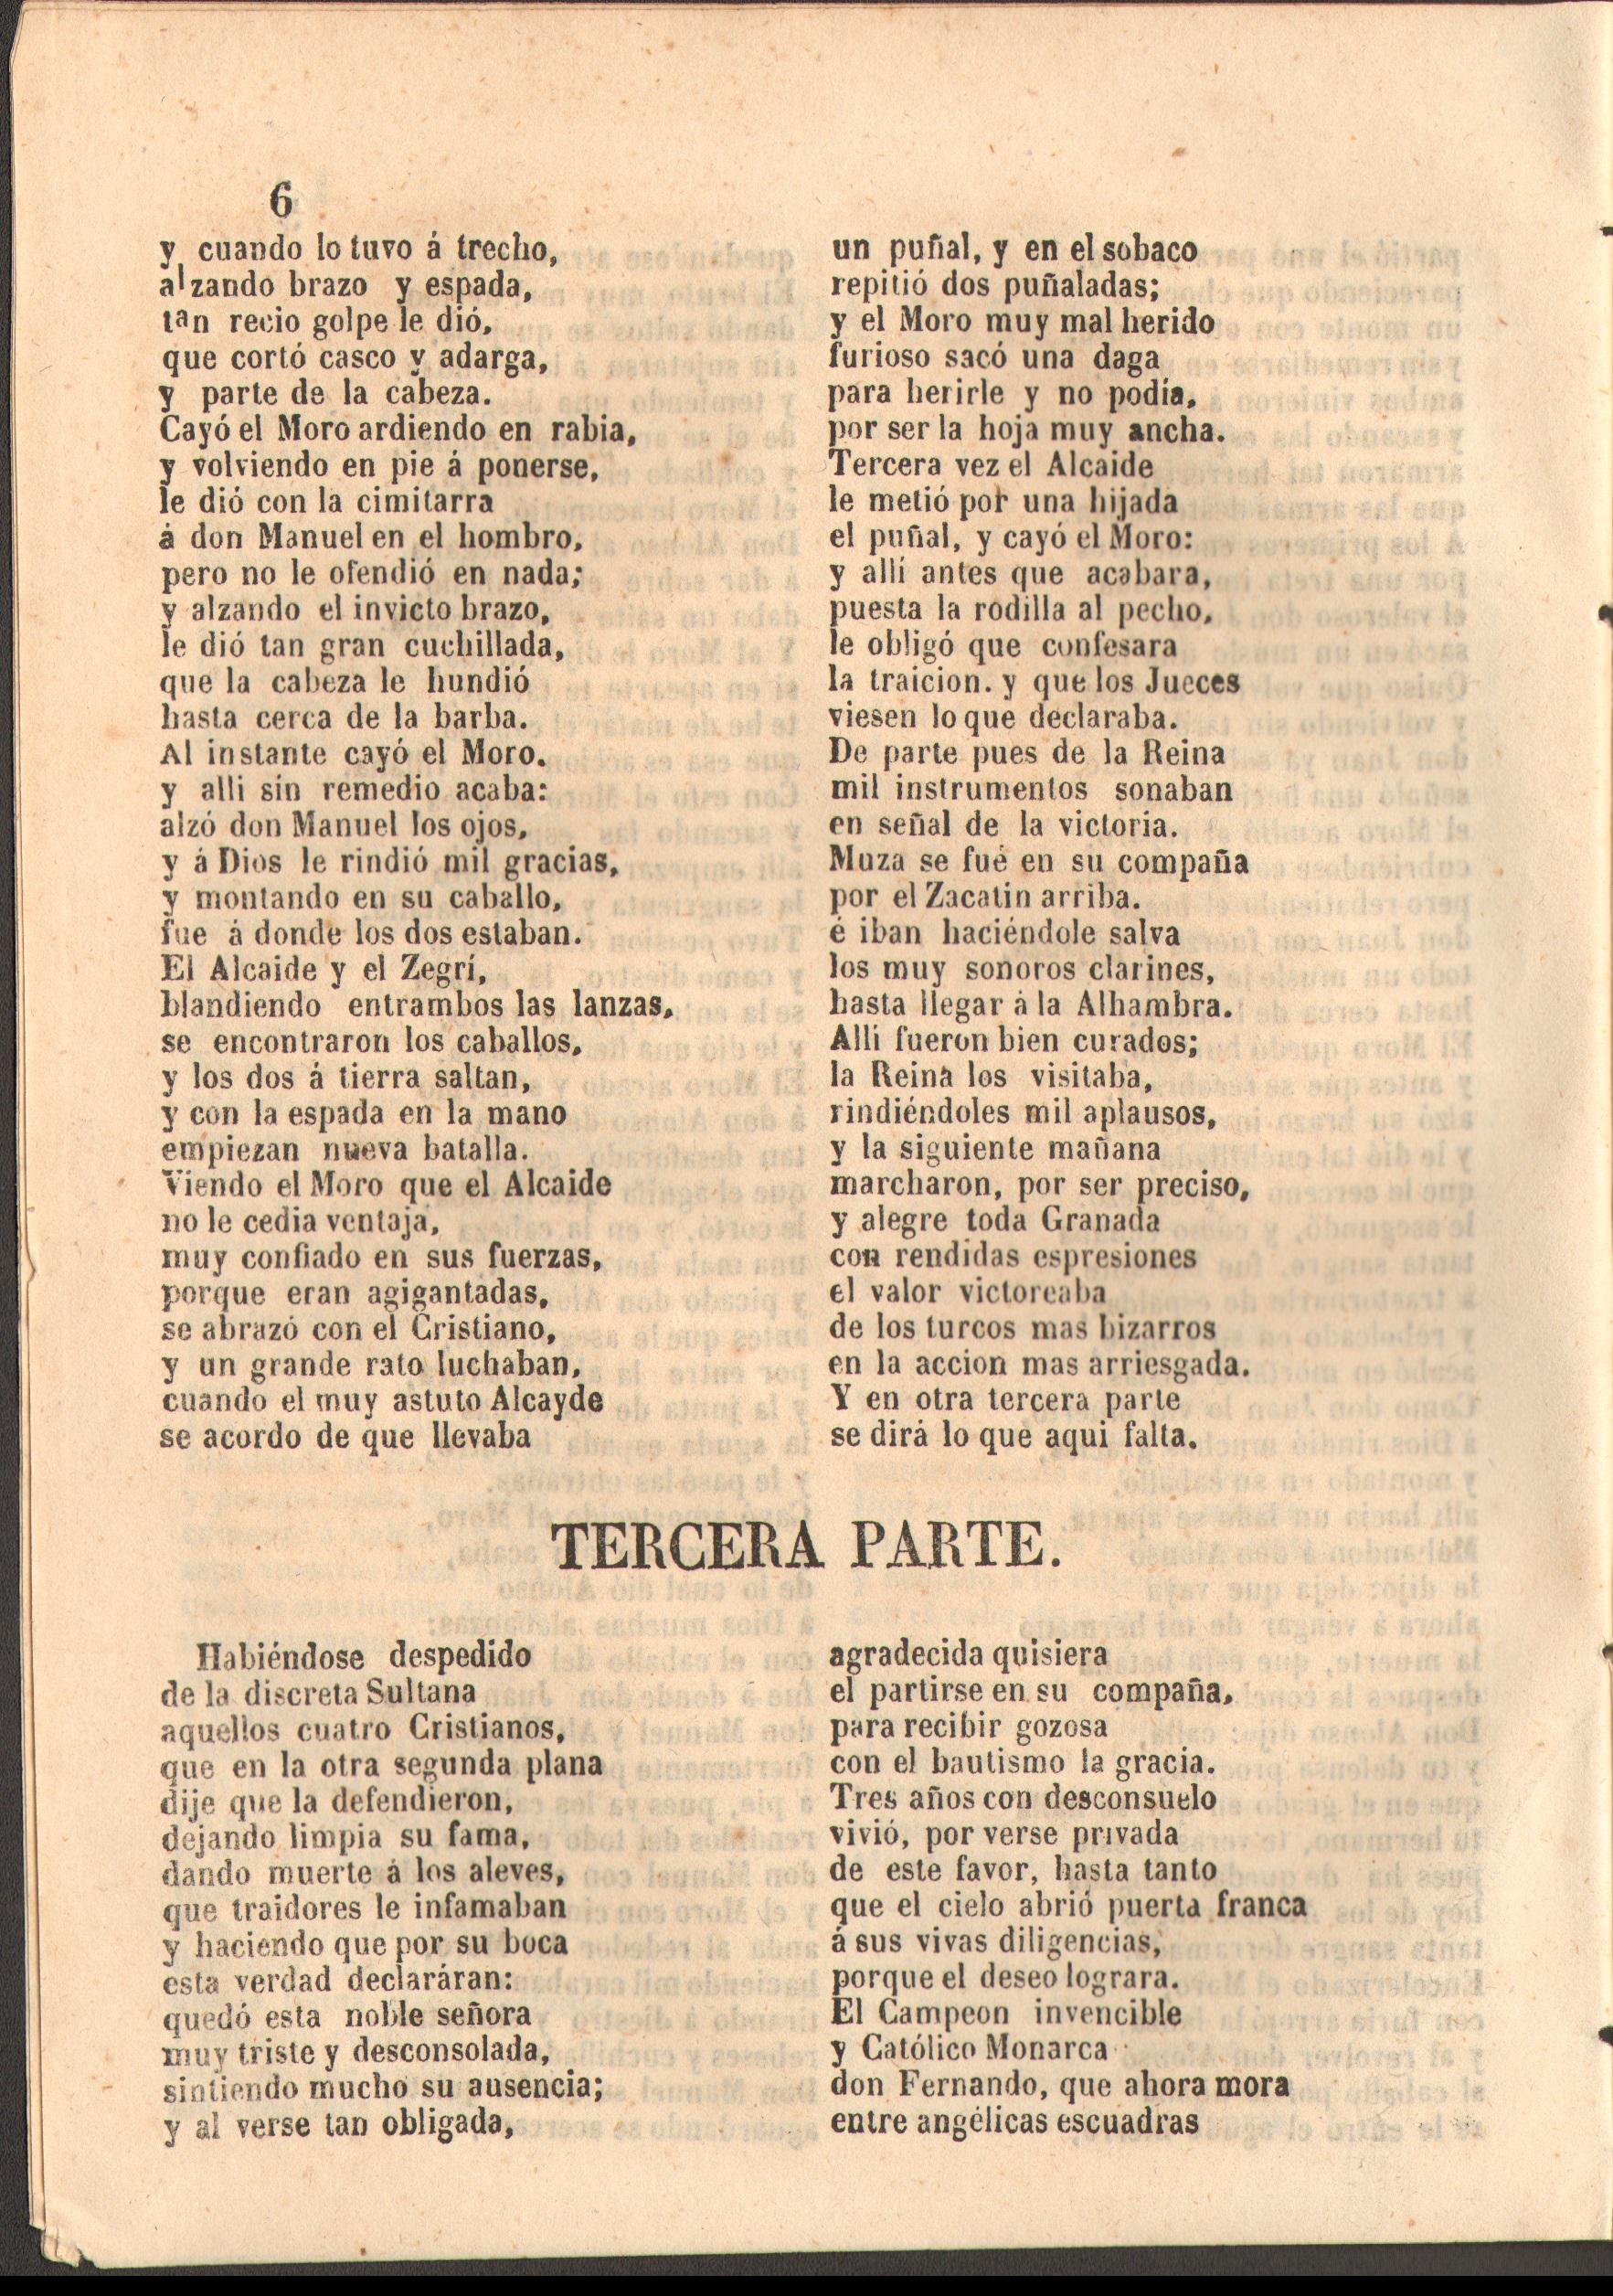 6
y cuando lo tuvo á trecho,
alzando brazo y espada,
tan recio golpe le dió,
que cortó casco y adarga,
y parte de la cabeza.
Cayó el Moro ardiendo en rabia,
y volviendo en pie á ponerse,
le dió con la cimitarra
á don Manuel en el hombro,
pero no le ofendió en nada;
y alzando el invicto brazo,
le dió tan gran cuchillada,
que la cabeza le hundió
hasta cerca de la barba.
Al instante cayó el Moro.
y alli sin remedio acaba:
alzó don Manuel los ojos,
y á Dios le rindió mil gracias,
y montando en su caballo,
fue á donde los dos estaban.
El Alcaide y el Zegrí,
blandiendo entrambos las lanzas,
se encontraron los caballos,
y los dos á tierra saltan,
y con la espada en la mano
empiezan nueva batalla.
Viendo el Moro que el Alcaide
no le cedia ventaja,
muy confiado en sus fuerzas,
porque eran agigantadas,
se abrazó con el Cristiano,
y un grande rato luchaban,
cuando el muy astuto Alcayde
se acordo de que llevaba
un puñal, y en el sobaco
repitió dos puñaladas;
y el Moro muy mal herido
furioso sacó una daga
para herirle y no podia,
por ser la hoja muy ancha.
Tercera vez el Alcaide
le metió por una hijada
el puñal, y cayó el Moro:
y alli antes que acabara,
puesta la rodilla al pecho,
le obligó que confesara
la traicion. y que los Jueces
viesen lo que declaraba.
De parte pues de la Reina
mil instrumentos sonaban
en señal de la victoria.
Muza se fué en su compaña
por el Zacatin arriba.
é iban haciéndole salva
los muy sonoros clarines,
hasta llegar á la Alhambra.
Alli fueron bien curados;
la Reina los visitaba,
rindiéndoles mil aplausos,
y la siguiente mañana
marcharon, por ser preciso,
y alegre toda Granada
con rendidas espresiones
el valor victoreaba
de los turcos mas bizarros
en la accion mas arriesgada.
Y en otra tercera parte
se dirá lo que aqui falta.
TERCERA PARTE.
Habiéndose despedido
de la discreta Sultana
aquellos cuatro Cristianos,
que en la otra segunda plana
dije que la defendieron,
dejando limpia su fama,
dando muerte á los aleves,
que traidores le infamaban
y haciendo que por su boca
esta verdad declaráran:
quedó esta noble señora
muy triste y desconsolada,
sintiendo mucho su ausencia;
y al verse tan obligada,
agradecida quisiera
el partirse en su compaña,
para recibir gozosa
con el bautismo la gracia.
Tres años con desconsuelo
vivió, por verse privada
de este favor, hasta tanto
que el cielo abrió puerta franca
á sus vivas diligencias,
porque el deseo lograra.
El Campeon invencible
y Católico Monarca
don Fernando, que ahora mora
entre angélicas escuadras